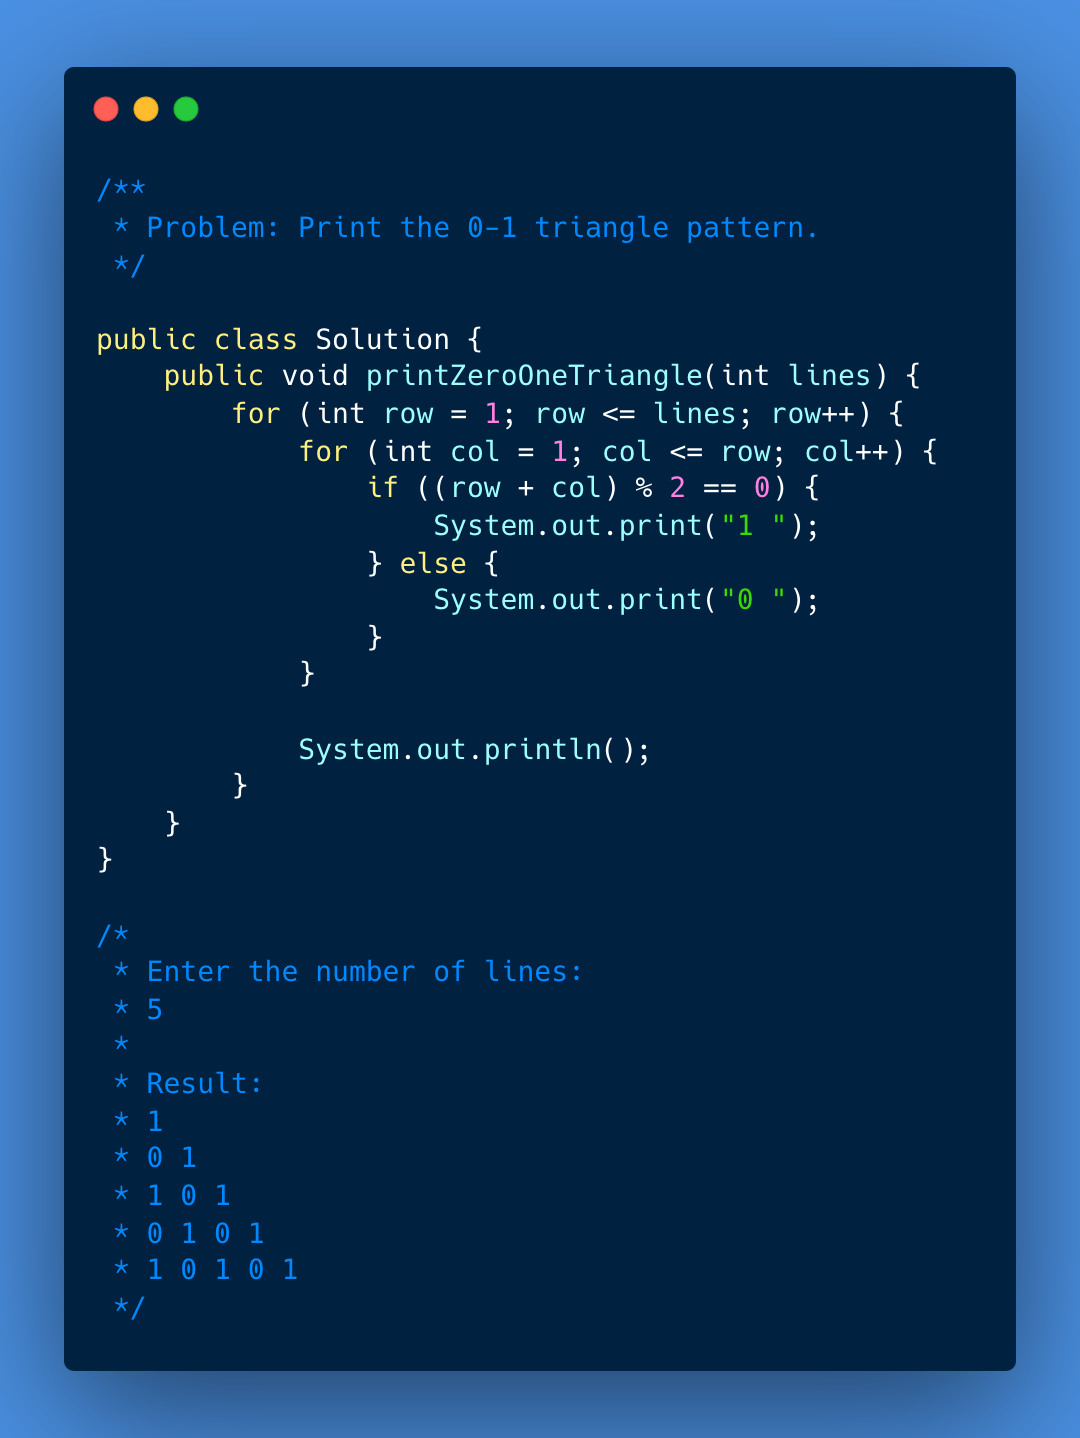 /**
 * Problem: Print the 0-1 triangle pattern.
 */

public class Solution {
    public void printZeroOneTriangle(int lines) {
        for (int row = 1; row <= lines; row++) {
            for (int col = 1; col <= row; col++) {
                if ((row + col) % 2 == 0) {
                    System.out.print("1 ");
                } else {
                    System.out.print("0 ");
                }
            }

            System.out.println();
        }
    }
}

/*
 * Enter the number of lines:
 * 5
 *
 * Result:
 * 1
 * 0 1
 * 1 0 1
 * 0 1 0 1
 * 1 0 1 0 1
 */